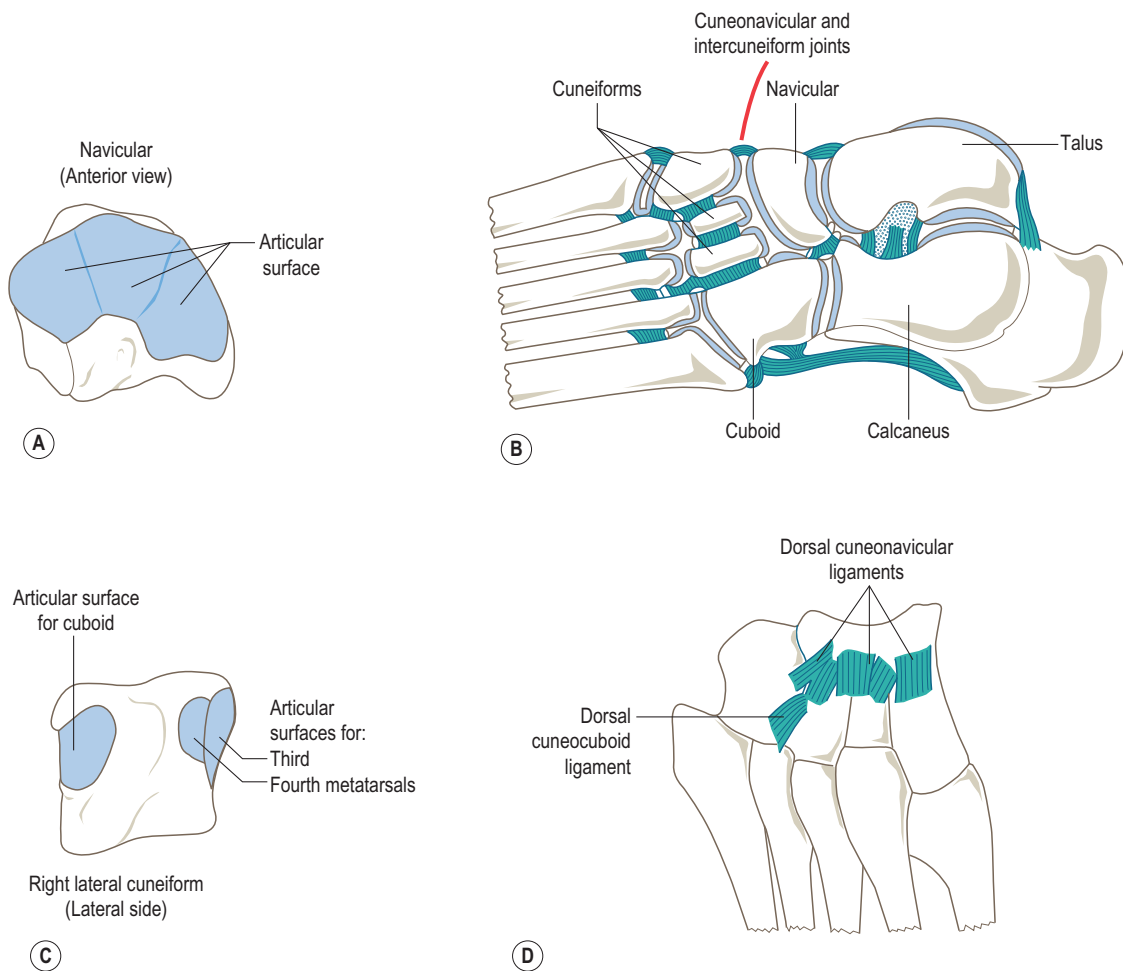 Navicular
(Anterior view)
Articular
surface
A
Cuneonavicular and
intercuneiform joints
Cuneiforms
Navicular
Talus
Cuboid
Calcaneus
B
Articular surface
for cuboid
Articular
surfaces for:
Third
Fourth metatarsals
Right lateral cuneiform
(Lateral side)
C
Dorsal cuneonavicular
ligaments
Dorsal
cuneocuboid
ligament
D